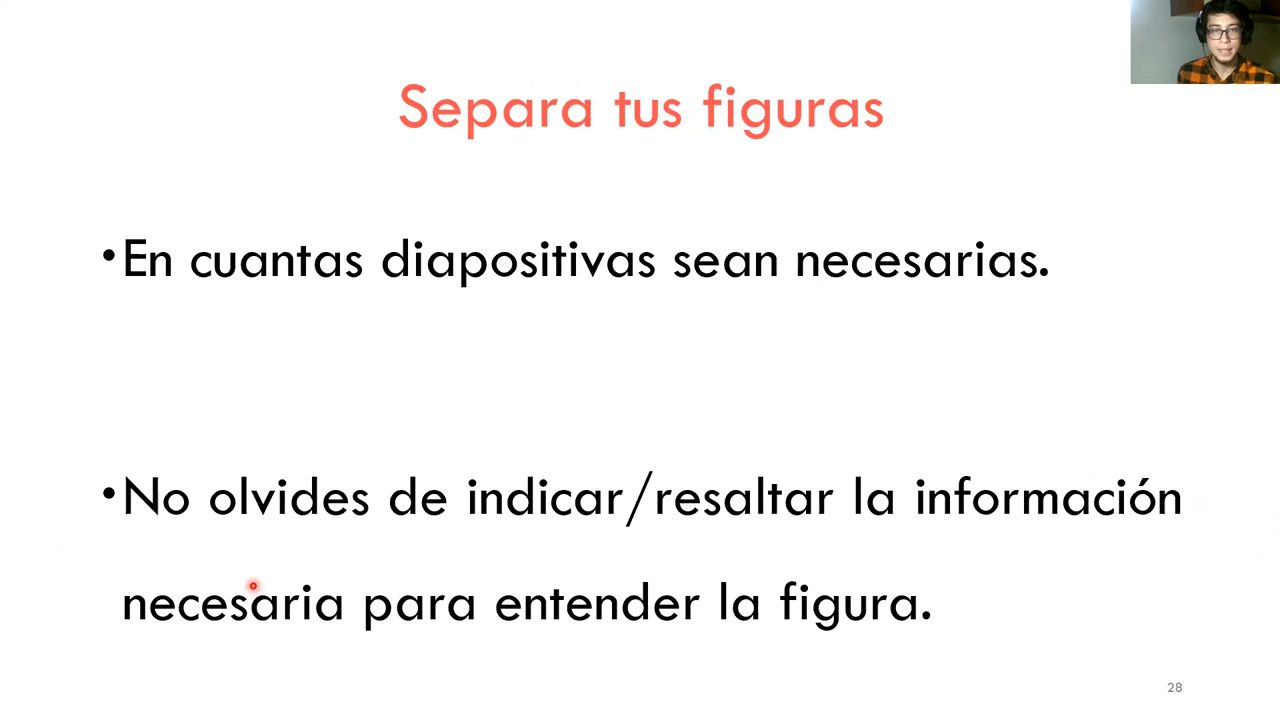 Separa tus figuras
•En cuantas diapositivas sean necesarias.
•No olvides de indicar/resaltar la información
necesaria para entender la figura.
28